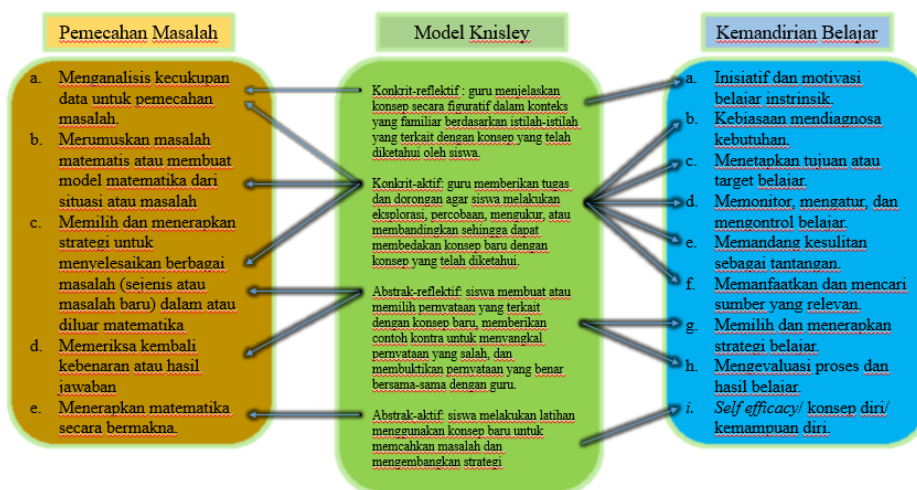 Pemecahan Masalah
a. Menganalisis kecukupan
data untuk pemecahan
masalah.
b. Merumuskan masalah
matematis atau membuat
model matematika dari
situasi atau masalah
c. Memilih dan menerapkan
strategi untuk
menyelesaikan berbagai
masalah (sejenis atau
masalah baru) dalam atau
diluar matematika
d. Memeriksa kembali
kebenaran atau hasil
jawaban
e. Menerapkan matematika
secara bermakna.
Model Knisley
Konkrit-reflektif : guru menjelaskan
konsep secara figuratif dalam konteks
yang familiar berdasarkan istilah-istilah
yang terkait dengan konsep yang telah
diketahui oleh siswa.
Konkrit-aktif: guru memberikan tugas
dan dorongan agar siswa melakukan
eksplorasi, percobaan, mengukur, atau
membandingkan sehingga dapat
membedakan konsep baru dengan
konsep yang telah diketahui.
Abstrak-reflektif: siswa membuat atau
memilih pernyataan yang terkait
dengan konsep baru, memberikan
contoh kontra untuk menyangkal
pernyataan yang salah, dan
membuktikan pernyataan yang benar
bersama-sama dengan guru.
Abstrak-aktif: siswa melakukan latihan
menggunakan konsep baru untuk
memcahkan masalah dan
mengembangkan strategi
Kemandirian Belajar
a. Inisiatif dan motivasi
belajar instrinsik.
b. Kebiasaan mendiagnosa
kebutuhan.
c. Menetapkan tujuan atau
target belajar.
d. Memonitor, mengatur, dan
mengontrol belajar.
e. Memandang kesulitan
sebagai tantangan.
f. Memanfaatkan dan mencari
sumber yang relevan.
g. Memilih dan menerapkan
strategi belajar.
h. Mengevaluasi proses dan
hasil belajar.
i. Self efficacy/ konsep diri/
kemampuan diri.